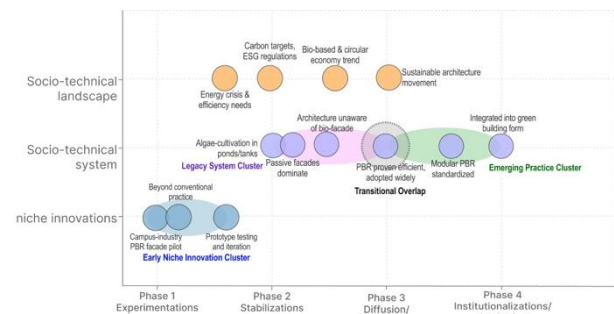 Carbon targets,
ESG regulations
Bio-based & circular
economy trend
Socio-technical
landscape
Sustainable architecture
movement
Energy crisis &
efficiency needs
Architecture unaware
of bio-facade
Integrated into green
building form
Socio-technical
system
Algae-cultivation in
ponds/tanks
Legacy System Cluster
Passive facades
dominate
PBR proven efficient,
adopted widely
Transitional Overlap
Modular PBR
standardized
Emerging Practice Cluster
Beyond conventional
practice
niche innovations
Campus-industry
PBR facade pilot
Prototype testing
and iteration
Early Niche Innovation Cluster
Phase 1
Experimentations
Phase 2
Stabilizations
Phase 3
Diffusion/
Phase 4
Institutionalizations/